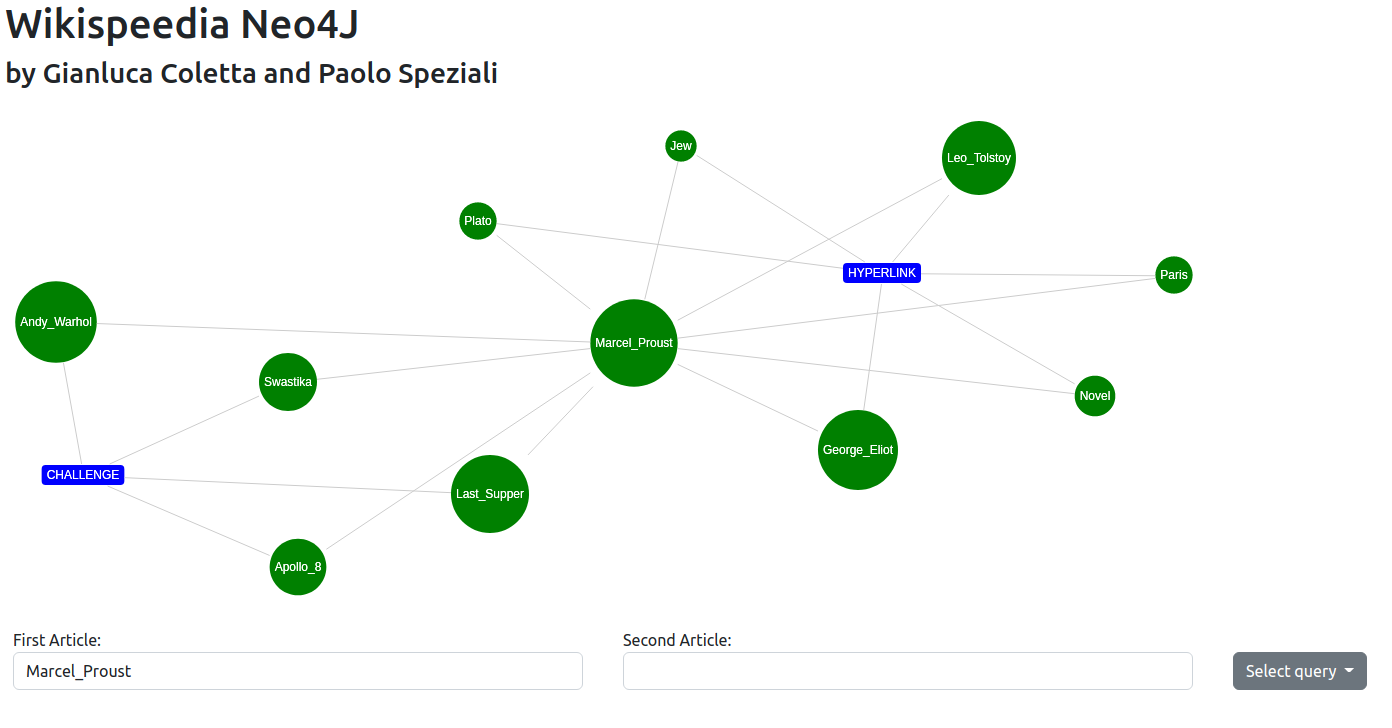 Wikispeedia Neo4J
by Gianluca Coletta and Paolo Speziali
Jew
Leo_Tolstoy
Plato
HYPERLINK
Paris
Andy_Warhol
Marcel_Proust
Swastika
Novel
George_Eliot
CHALLENGE
Last_Supper
Apollo_8
First Article:
Second Article:
Marcel_Proust
Select query